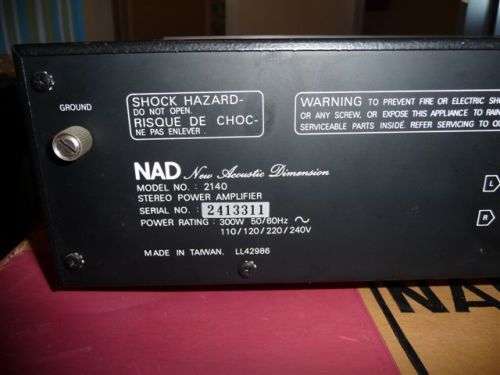 GROUND
SHOCK HAZARD-
DO NOT OPEN.
RISQUE DE CHOC-
NE PAS ENLEVER.
WARNING TO PREVENT FIRE OR ELECTRIC SH
OR ANY SCREW. OR EXPOSE THIS APPLIANCE TO RAIN
SERVICEABLE PARTS INSIDE. REFER SERVICING TO
NAD New Acoustic Dimension
MODEL NO. : 2140
STEREO POWER AMPLIFIER
SERIAL NO. : 2413311
POWER RATING : 300W 50/60Hz ~
110/120/220/240V
MADE IN TAIWAN. LL42986
L
R
NA